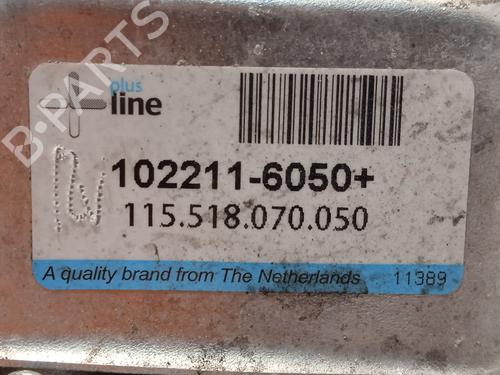 plus
line
102211-6050+
115.518.070.050
A quality brand from The Netherlands 11389
B-PARTS